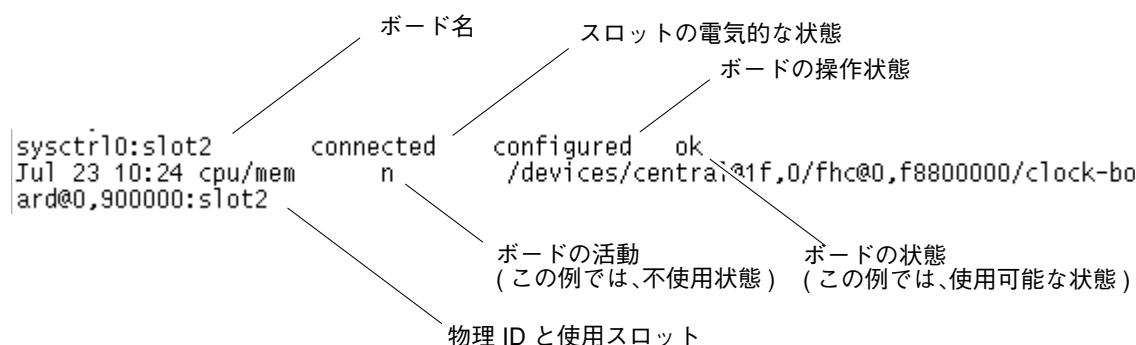 ボード名
スロットの電気的な状態
ボードの操作状態
sysctrl0:slot2 connected configured ok
Jul 23 10:24 cpu/mem n /devices/central@1f,0/fhc@0,f8800000/clock-bo
ard@0,900000:slot2
ボードの活動
(この例では、不使用状態)
ボードの状態
(この例では、使用可能な状態)
物理 ID と使用スロット